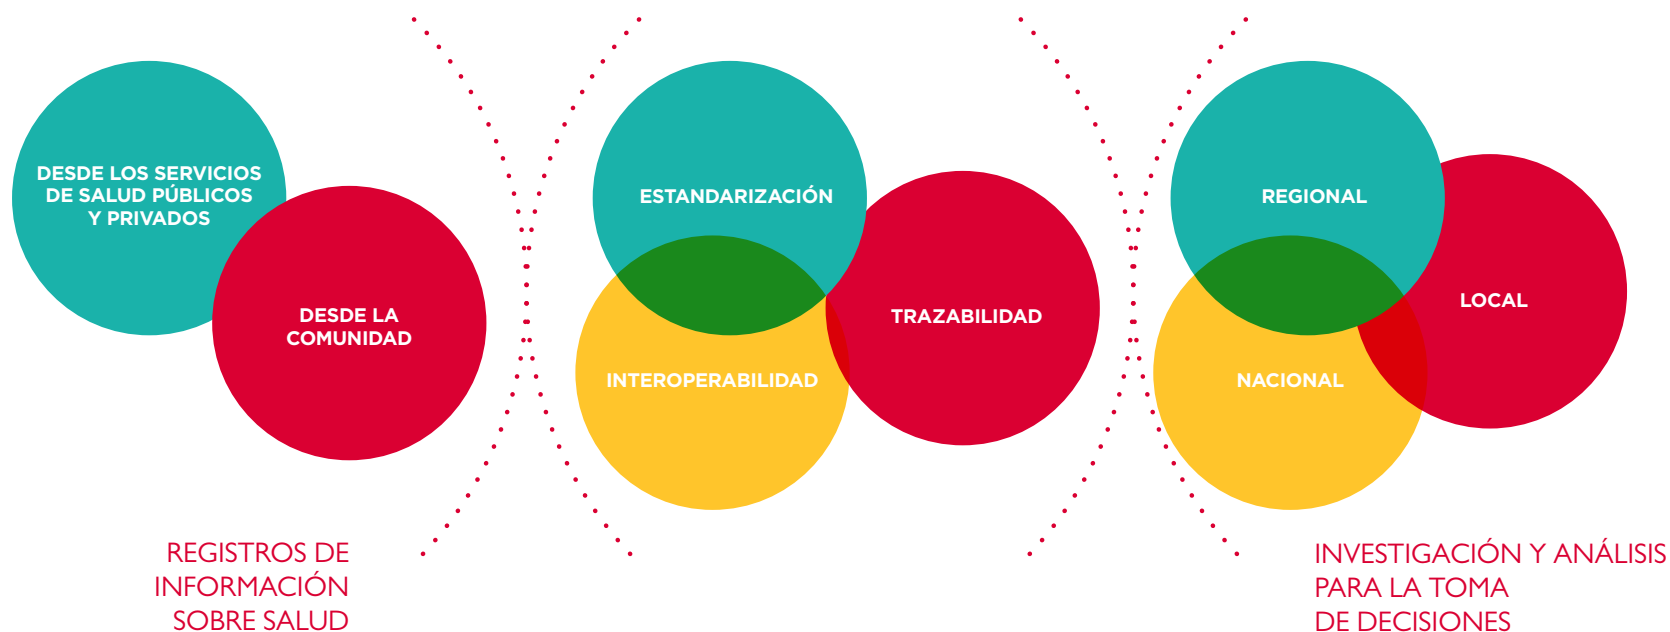 DESDE LOS SERVICIOS
DE SALUD PÚBLICOS
Y PRIVADOS
DESDE LA
COMUNIDAD
REGISTROS DE
INFORMACIÓN
SOBRE SALUD
ESTANDARIZACIÓN
TRAZABILIDAD
INTEROPERABILIDAD
REGIONAL
LOCAL
NACIONAL
INVESTIGACIÓN Y ANÁLISIS
PARA LA TOMA
DE DECISIONES